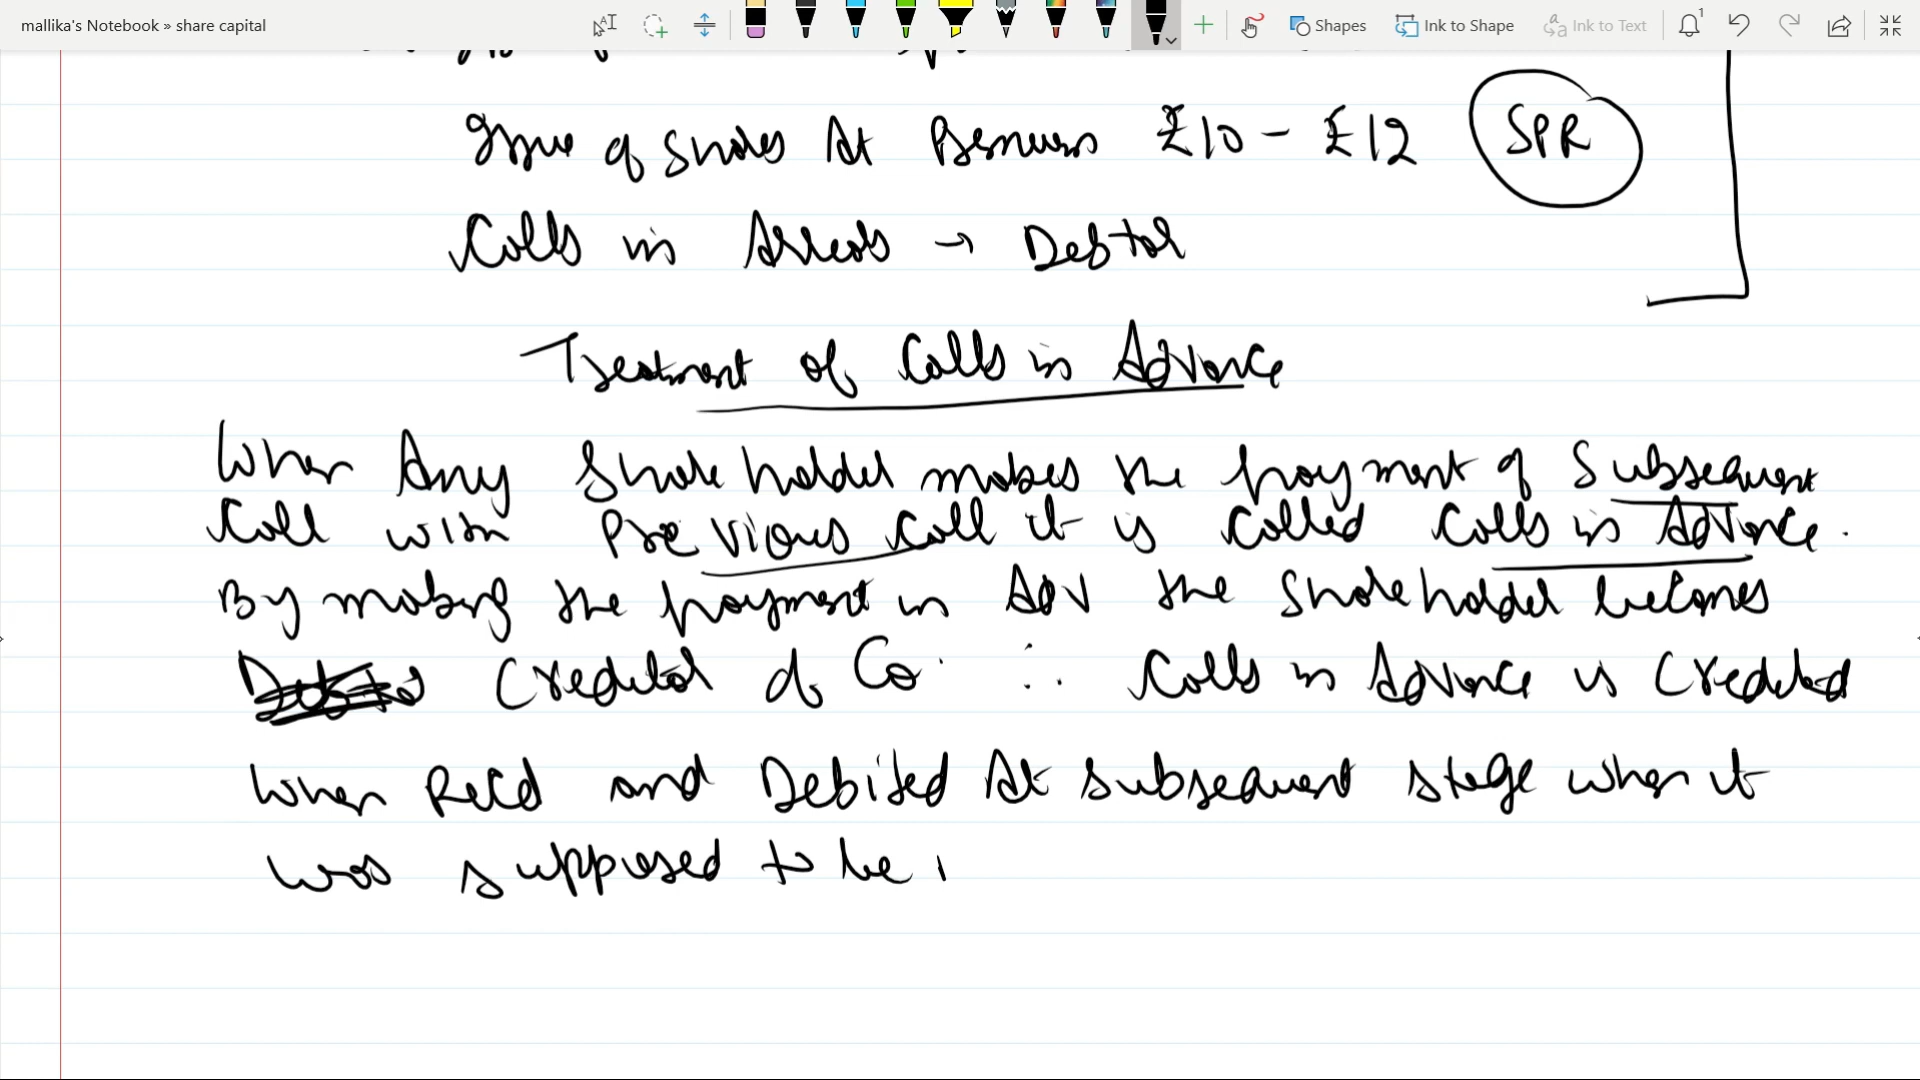 mallika's Notebook » share capital
1
Shapes
Ink to Shape
Ink to Text
Issue of Shares At Premium £10 - £12 SPR
Calls in Arrears → Debtor
Treatment of Calls in Advance
When Any Shareholder makes the payment of Subsequent
Call with Previous Call it is called Calls in Advance.
By making the payment in Adv the Shareholder becomes
Creditor of Co. ∴ Calls in Advance is Credited
when Recd and Debited At subsequent stage when it
was supposed to be